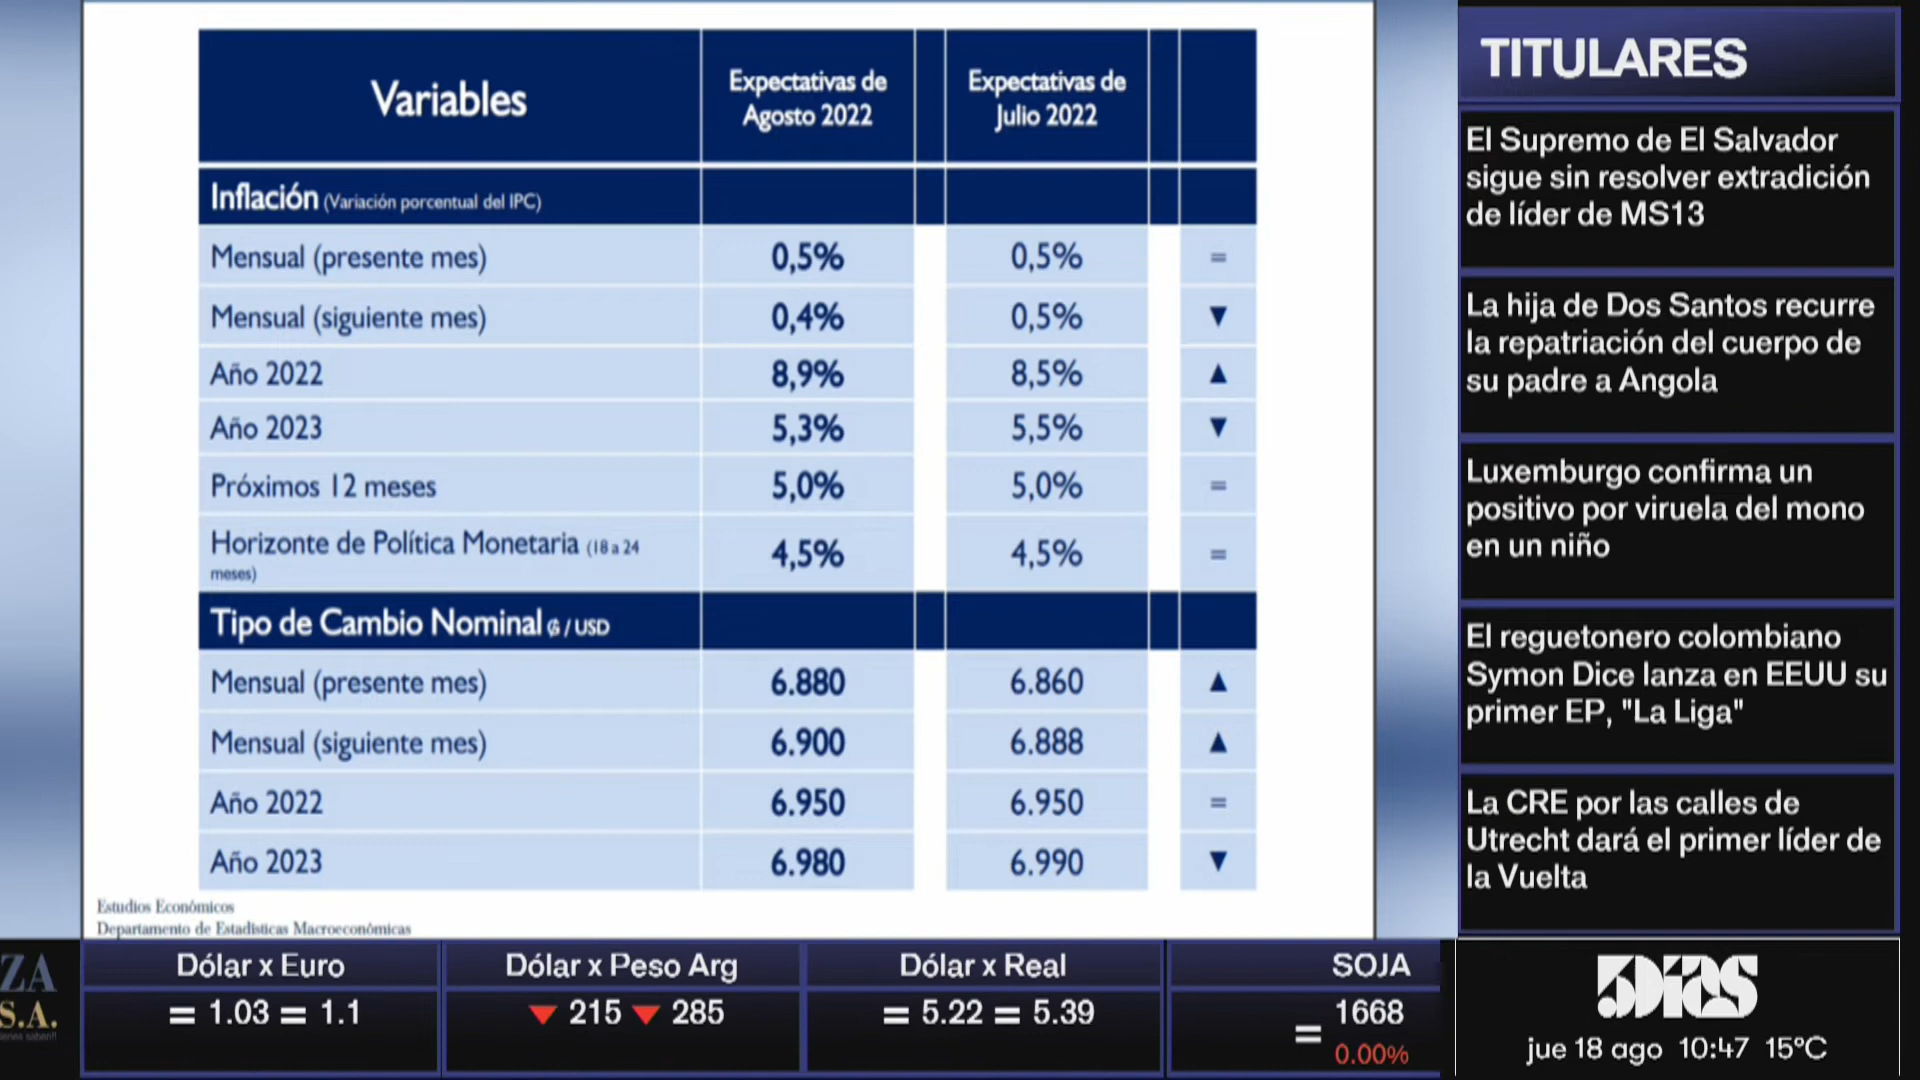 Variables
Expectativas de
Agosto 2022
Expectativas de
Julio 2022
Inflación (Variación porcentual del IPC)
Mensual (presente mes) 0,5% 0,5% =
Mensual (siguiente mes) 0,4% 0,5% ▼
Año 2022 8,9% 8,5% ▲
Año 2023 5,3% 5,5% ▼
Próximos 12 meses 5,0% 5,0% =
Horizonte de Política Monetaria (18 a 24
meses) 4,5% 4,5% =
Tipo de Cambio Nominal ₲ / USD
Mensual (presente mes) 6.880 6.860 ▲
Mensual (siguiente mes) 6.900 6.888 ▲
Año 2022 6.950 6.950 =
Año 2023 6.980 6.990 ▼
Estudios Económicos
Departamento de Estadísticas Macroeconómicas
TITULARES
El Supremo de El Salvador
sigue sin resolver extradición
de líder de MS13
La hija de Dos Santos recurre
la repatriación del cuerpo de
su padre a Angola
Luxemburgo confirma un
positivo por viruela del mono
en un niño
El reguetonero colombiano
Symon Dice lanza en EEUU su
primer EP, "La Liga"
La CRE por las calles de
Utrecht dará el primer líder de
la Vuelta
ZA
S.A.
Dólar x Euro
= 1.03 = 1.1
Dólar x Peso Arg
▼ 215 ▼ 285
Dólar x Real
= 5.22 = 5.39
SOJA
= 1668
0.00%
5Días
jue 18 ago 10:47 15°C